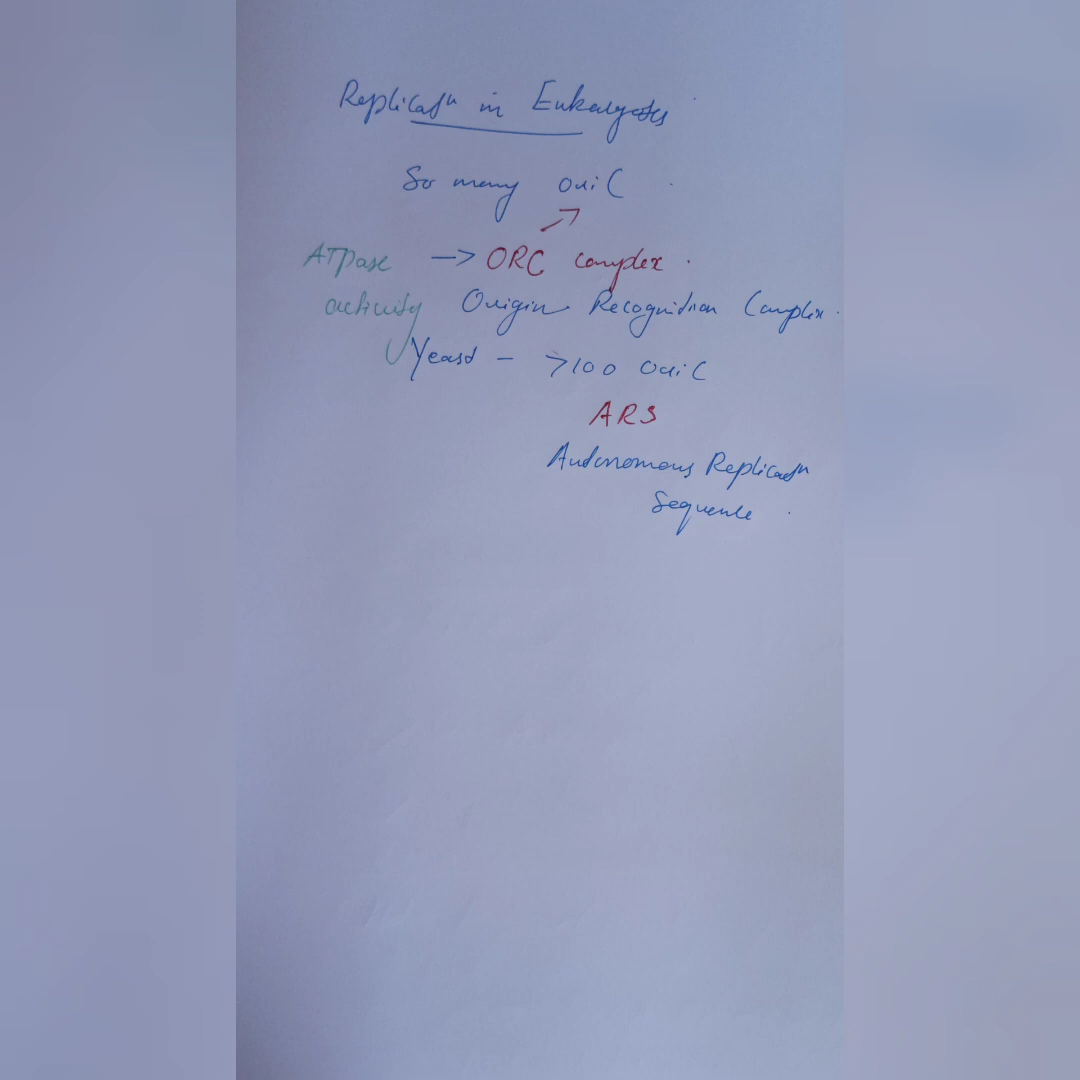 Replicatn in Eukaryotes
So many OriC
ATPase → ORC complex.
activity Origin Recognition Complex.
Yeast - >100 OriC
ARS
Autonomous Replicatn
Sequence.